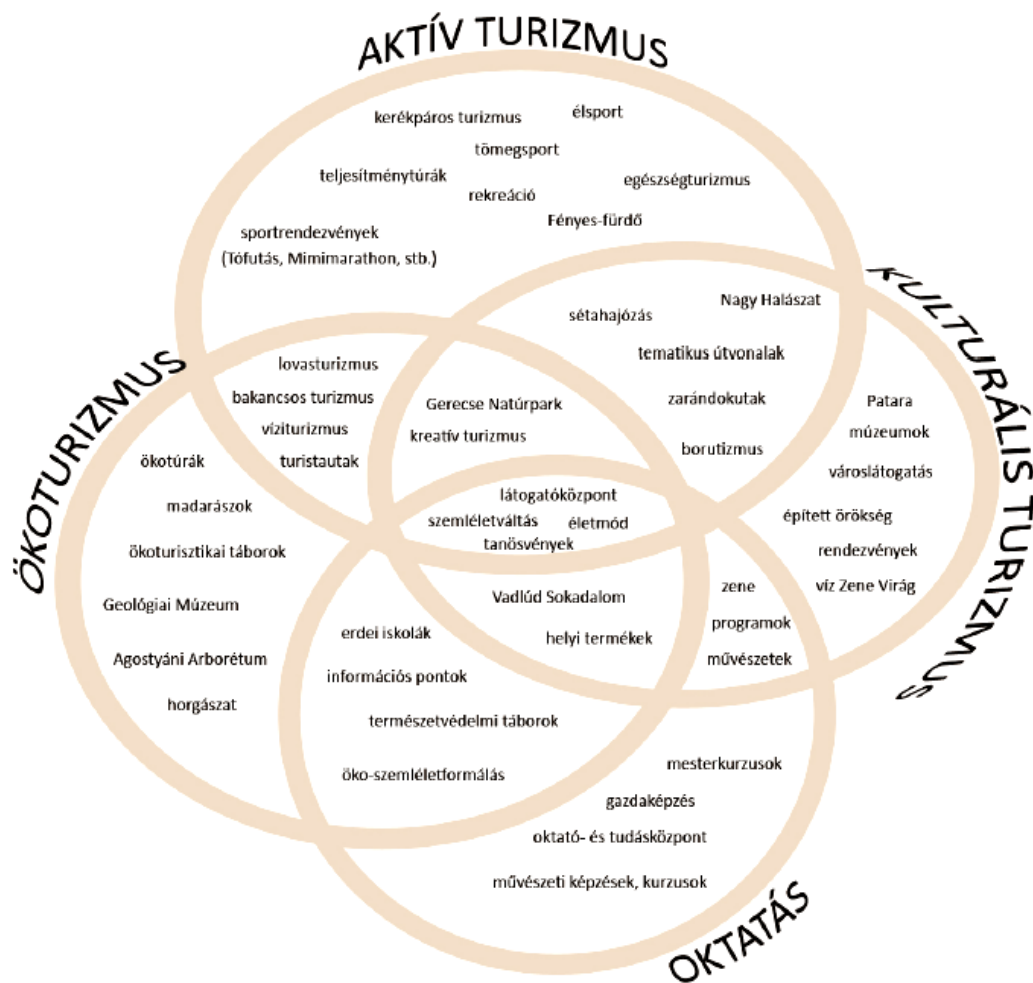 AKTÍV TURIZMUS
kerékpáros turizmus
élsport
tömegsport
teljesítménytúrák
egészségturizmus
rekreáció
Fényes-fürdő
sportrendezvények
(Tófutás, Mimimarathon, stb.)
KULTURÁLIS TURIZMUS
Nagy Halászat
sétahajózás
tematikus útvonalak
zarándokutak
borutizmus
Patara
múzeumok
városlátogatás
épített örökség
rendezvények
víz Zene Virág
ÖKOTURIZMUS
lovasturizmus
bakancsos turizmus
víziturizmus
turistautak
Gerecse Natúrpark
kreatív turizmus
ökotúrák
madarászok
ökoturisztikai táborok
Geológiai Múzeum
Agostyáni Arborétum
horgászat
látogatóközpont
szemléletváltás
életmód
tanösvények
Vadlúd Sokadalom
helyi termékek
zene
programok
művészetek
erdei iskolák
információs pontok
természetvédelmi táborok
öko-szemléletformálás
mesterkurzusok
gazdaképzés
oktató- és tudásközpont
művészeti képzések, kurzusok
OKTATÁS